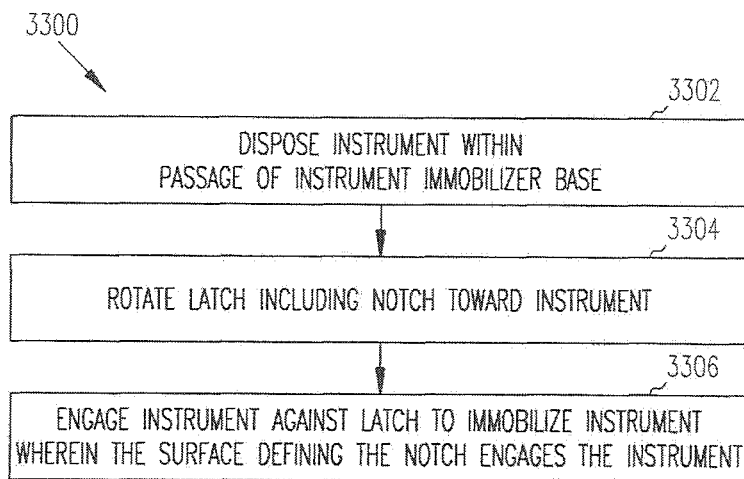 3300
3302
DISPOSE INSTRUMENT WITHIN
PASSAGE OF INSTRUMENT IMMOBILIZER BASE
3304
ROTATE LATCH INCLUDING NOTCH TOWARD INSTRUMENT
3306
ENGAGE INSTRUMENT AGAINST LATCH TO IMMOBILIZE INSTRUMENT
WHEREIN THE SURFACE DEFINING THE NOTCH ENGAGES THE INSTRUMENT